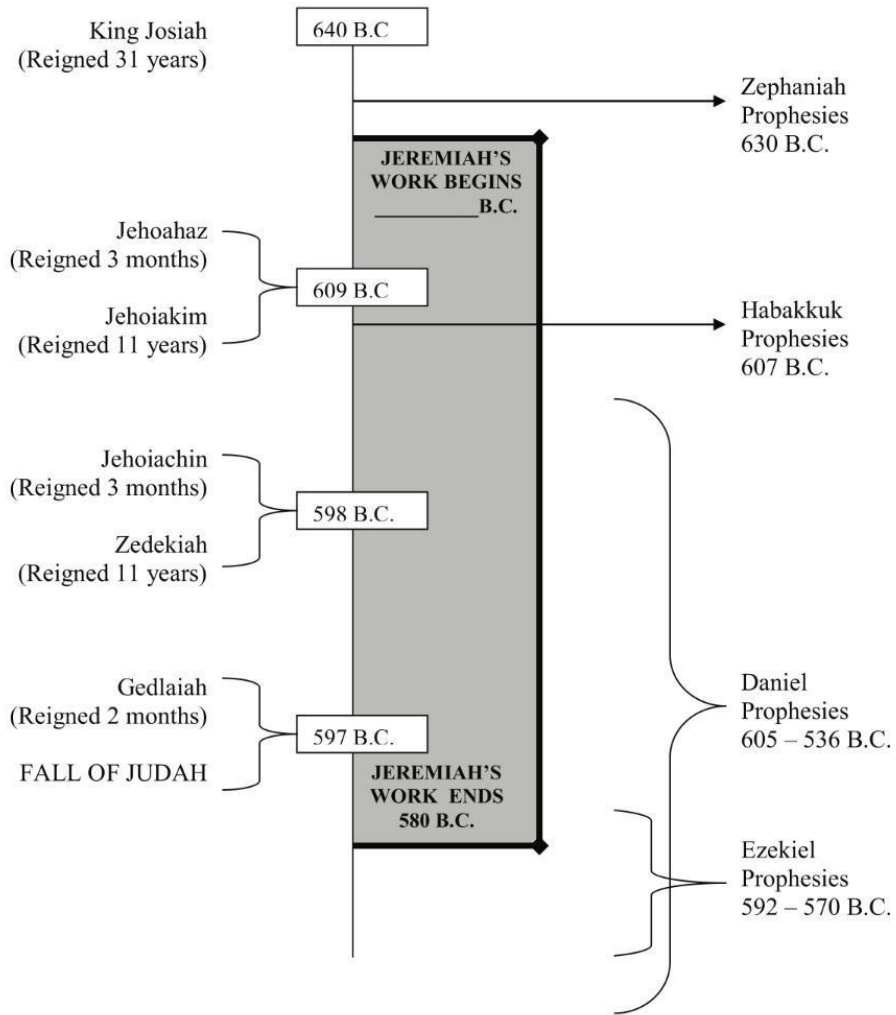 King Josiah
(Reigned 31 years)
640 B.C
Zephaniah
Prophesies
630 B.C.
JEREMIAH'S
WORK BEGINS
__________B.C.
Jehoahaz
(Reigned 3 months)
609 B.C
Jehoiakim
(Reigned 11 years)
Habakkuk
Prophesies
607 B.C.
Jehoiachin
(Reigned 3 months)
598 B.C.
Zedekiah
(Reigned 11 years)
Gedlaiah
(Reigned 2 months)
597 B.C.
FALL OF JUDAH
Daniel
Prophesies
605 – 536 B.C.
JEREMIAH'S
WORK ENDS
580 B.C.
Ezekiel
Prophesies
592 – 570 B.C.